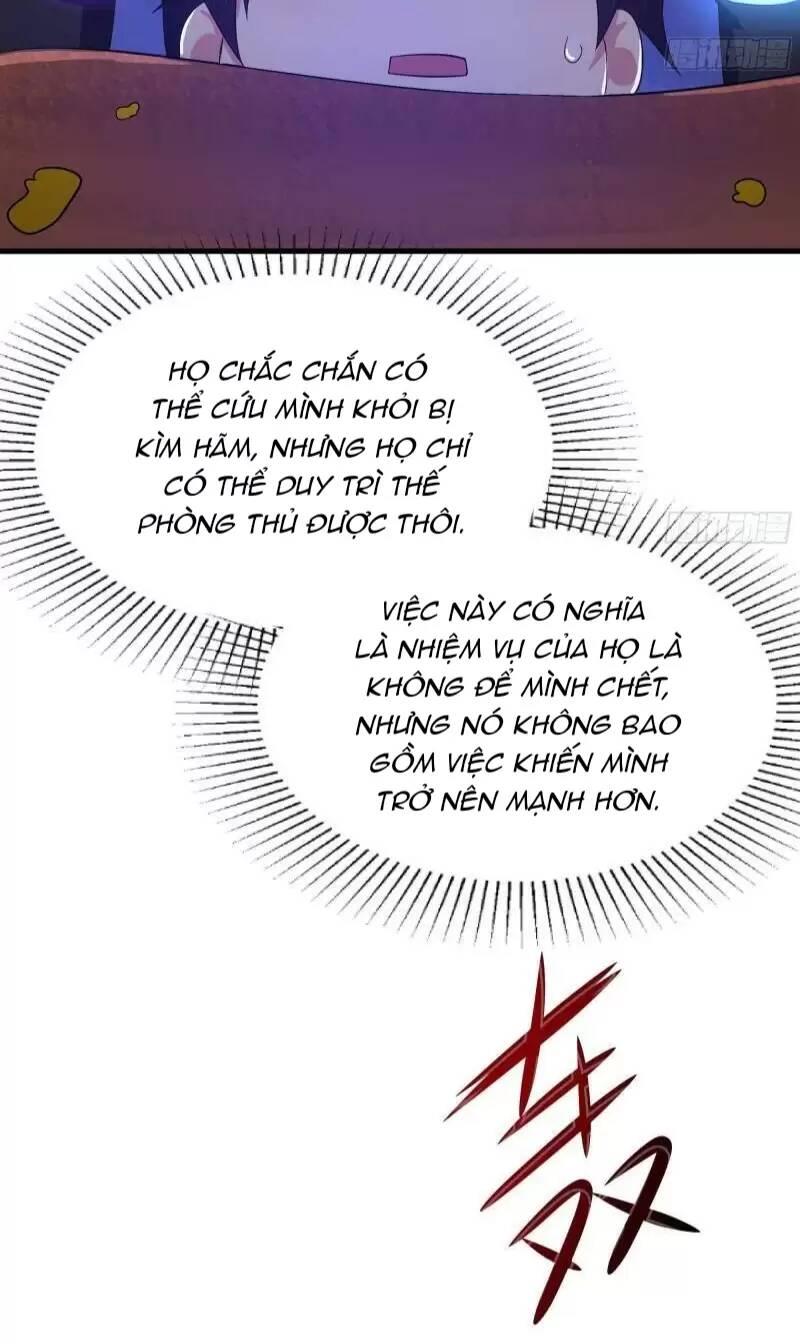 HỌ CHẮC CHẮN CÓ
THỂ CỨU MÌNH KHỎI BỊ
KÌM HÃM, NHƯNG HỌ CHỈ
CÓ THỂ DUY TRÌ THẾ
PHÒNG THỦ ĐƯỢC THÔI.
VIỆC NÀY CÓ NGHĨA
LÀ NHIỆM VỤ CỦA HỌ LÀ
KHÔNG ĐỂ MÌNH CHẾT,
NHƯNG NÓ KHÔNG BAO
GỒM VIỆC KHIẾN MÌNH
TRỞ NÊN MẠNH HƠN.